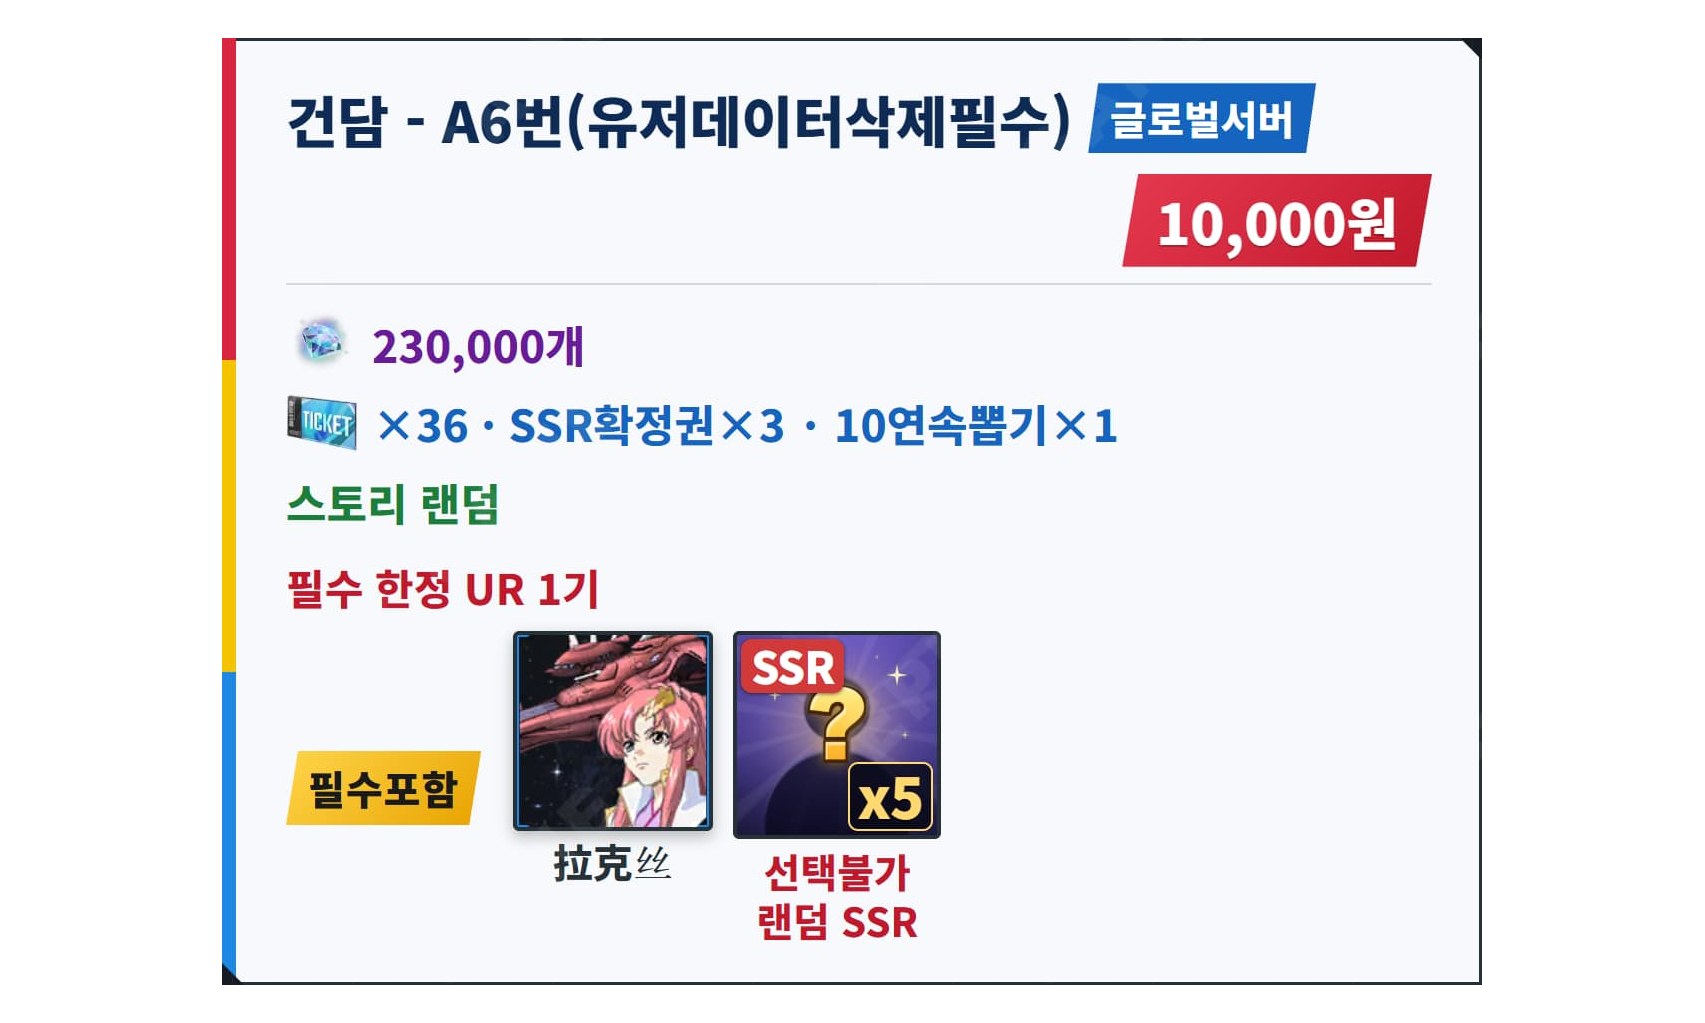 건담 - A6번(유저데이터삭제필수) 글로벌서버
10,000원
230,000개
TICKET ×36 · SSR확정권×3 · 10연속뽑기×1
스토리 랜덤
필수 한정 UR 1기
필수포함
拉克丝
SSR
?
x5
선택불가
랜덤 SSR